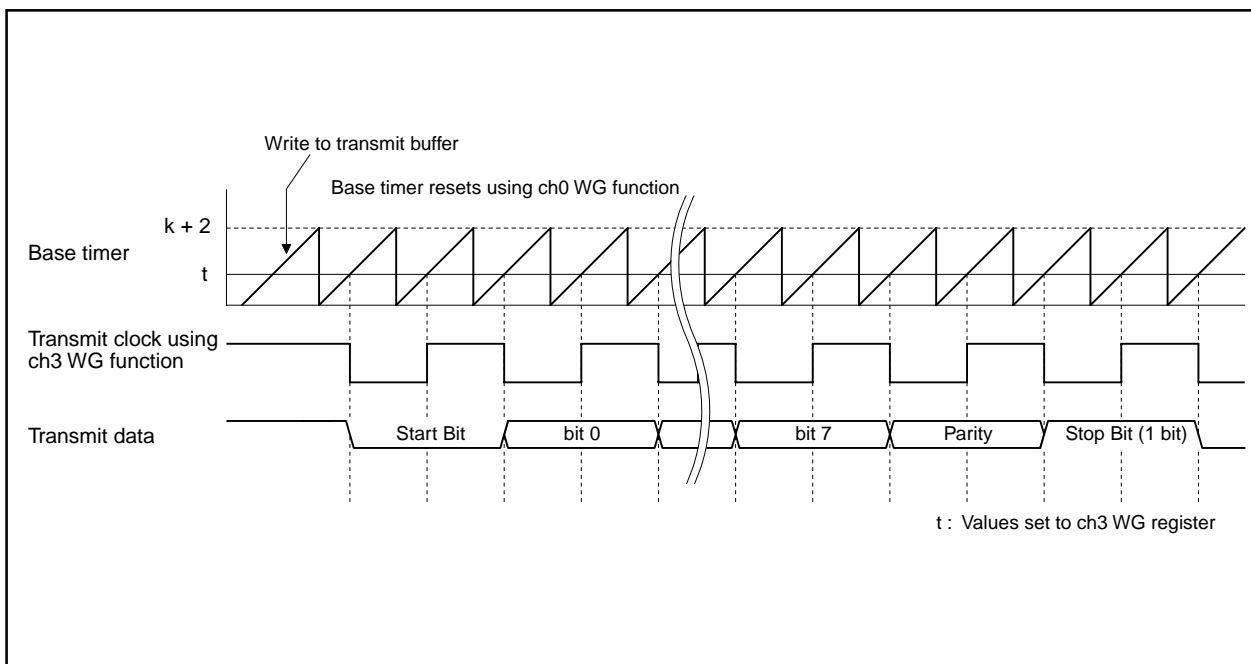 Write to transmit buffer
Base timer resets using ch0 WG function
k + 2
Base timer
t
Transmit clock using
ch3 WG function
Transmit data
Start Bit
bit 0
bit 7
Parity
Stop Bit (1 bit)
t : Values set to ch3 WG register